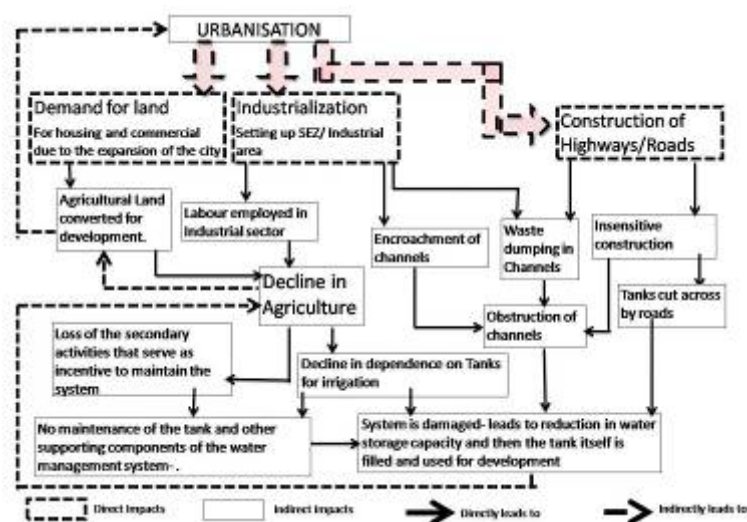 URBANISATION
Demand for land
For housing and commercial
due to the expansion of the city
Industrialization
Setting up SEZ/ Industrial
area
Construction of
Highways/Roads
Agricultural Land
converted for
development.
Labour employed in
Industrial sector
Encroachment of
channels
Waste
dumping in
Channels
Insensitive
construction
Decline in
Agriculture
Obstruction of
channels
Tanks cut across
by roads
Loss of the secondary
activities that serve as
incentive to maintain the
system
Decline in dependence on Tanks
for irrigation
No maintenance of the tank and other
supporting components of the water
management system- .
System is damaged- leads to reduction in water
storage capacity and then the tank itself is
filled and used for development
Direct Impacts
Indirect Impacts
Directly leads to
Indirectly leads to